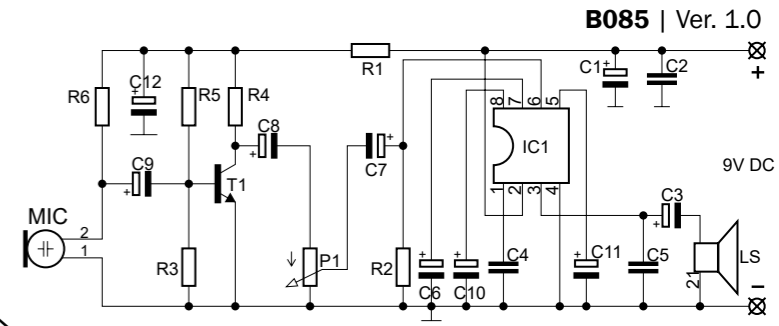 B085 | Ver. 1.0
R1
C1
+
C2
+
R6
C12
+
R5
R4
C8
+
C7
+
8
7
6
5
IC1
1
2
3
4
9V DC
C9
+
T1
MIC
2
1
R3
P1
R2
+
C6
+
C10
C4
+
C11
C5
C3
+
LS
2
1
−